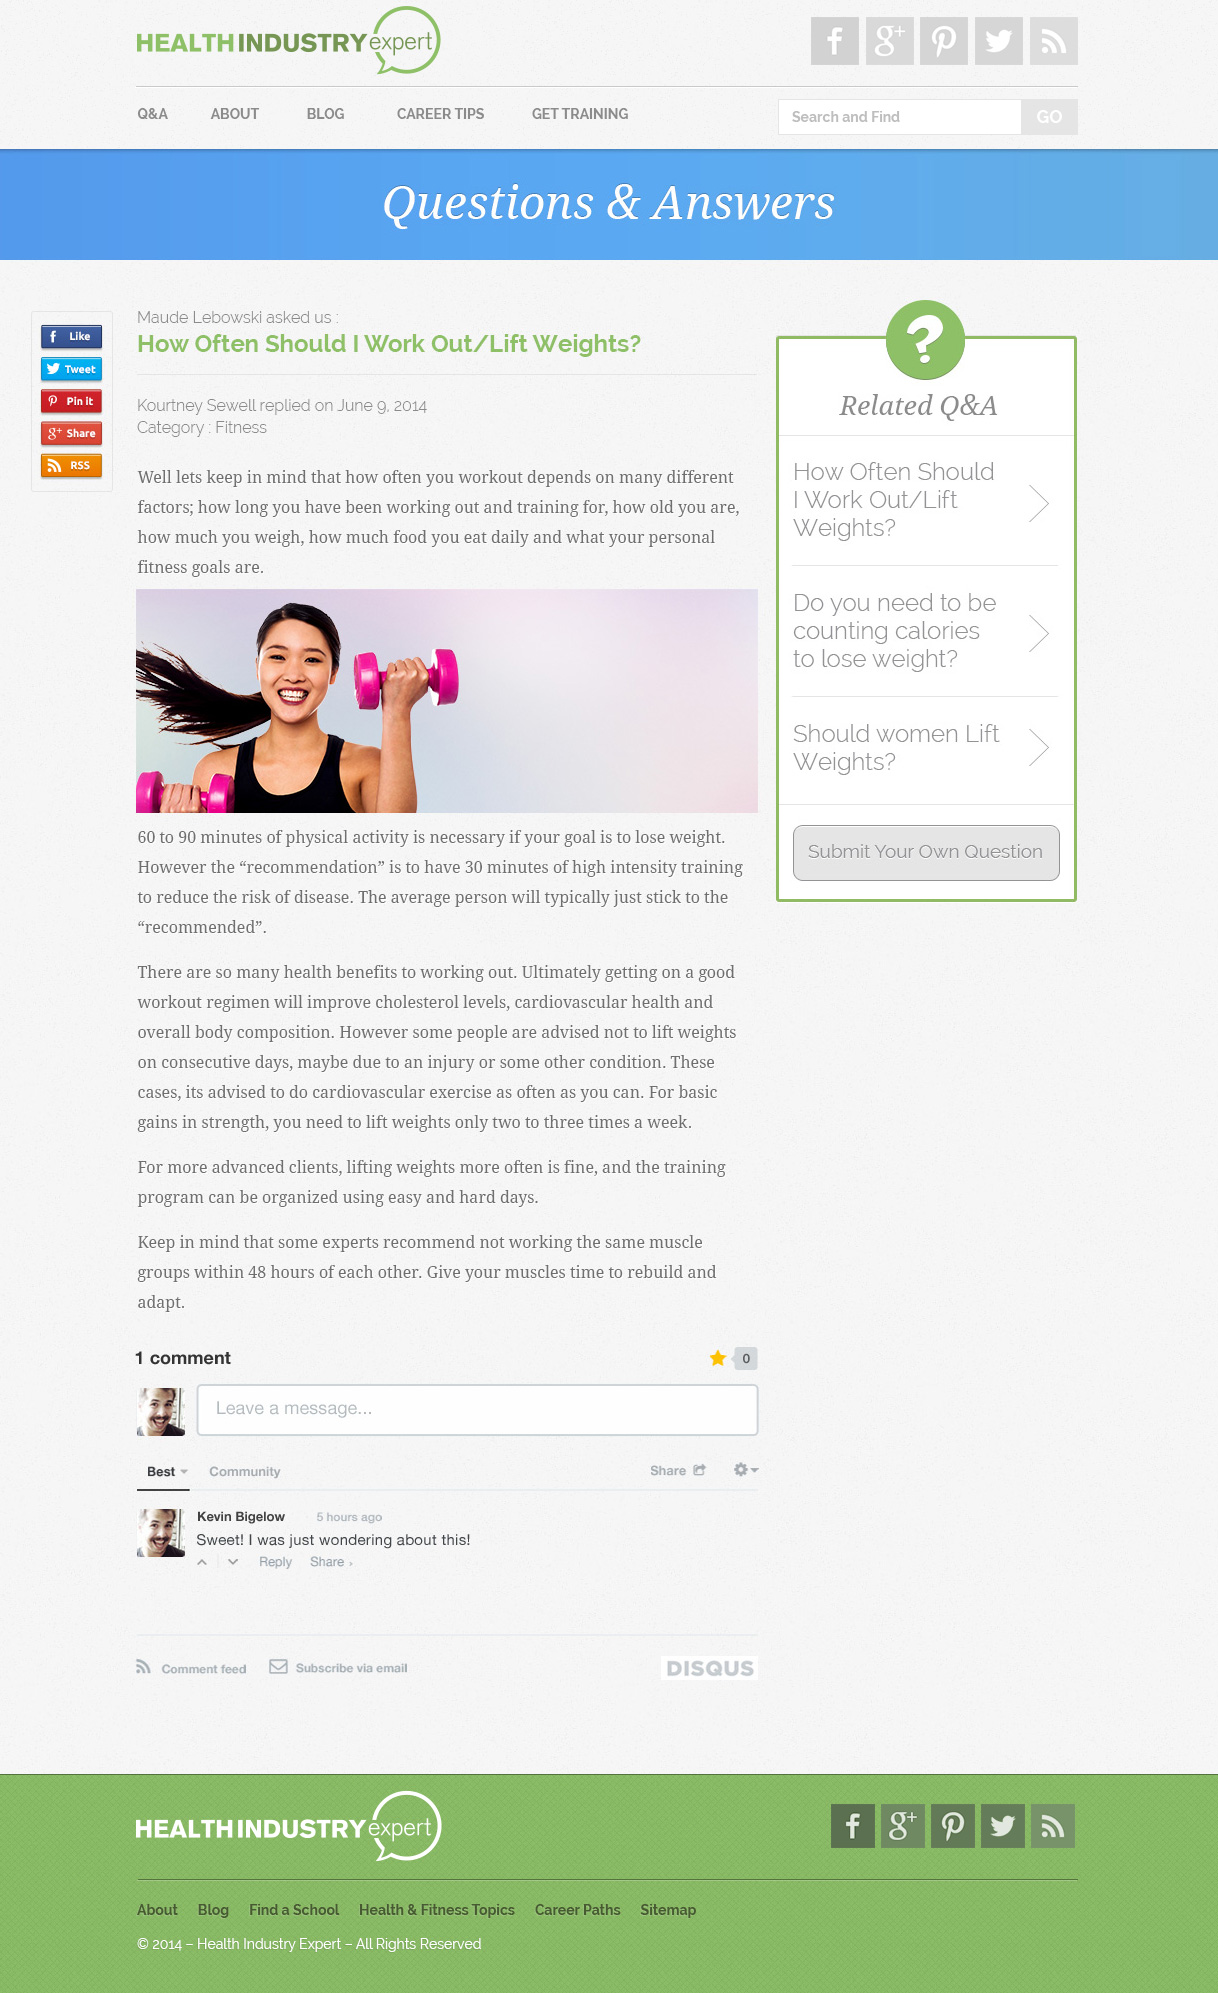 HEALTH INDUSTRY expert
f g+ p
Q&A ABOUT BLOG CAREER TIPS GET TRAINING
Search and Find GO
Questions & Answers
f Like
Tweet
Pin it
g+ Share
RSS
Maude Lebowski asked us :
How Often Should I Work Out/Lift Weights?
Kourtney Sewell replied on June 9, 2014
Category : Fitness
Well lets keep in mind that how often you workout depends on many different
factors; how long you have been working out and training for, how old you are,
how much you weigh, how much food you eat daily and what your personal
fitness goals are.
60 to 90 minutes of physical activity is necessary if your goal is to lose weight.
However the “recommendation” is to have 30 minutes of high intensity training
to reduce the risk of disease. The average person will typically just stick to the
“recommended”.
There are so many health benefits to working out. Ultimately getting on a good
workout regimen will improve cholesterol levels, cardiovascular health and
overall body composition. However some people are advised not to lift weights
on consecutive days, maybe due to an injury or some other condition. These
cases, its advised to do cardiovascular exercise as often as you can. For basic
gains in strength, you need to lift weights only two to three times a week.
For more advanced clients, lifting weights more often is fine, and the training
program can be organized using easy and hard days.
Keep in mind that some experts recommend not working the same muscle
groups within 48 hours of each other. Give your muscles time to rebuild and
adapt.
?
Related Q&A
How Often Should
I Work Out/Lift
Weights?
Do you need to be
counting calories
to lose weight?
Should women Lift
Weights?
Submit Your Own Question
1 comment 0
Leave a message...
Best Community Share
Kevin Bigelow 5 hours ago
Sweet! I was just wondering about this!
Reply Share ›
Comment feed Subscribe via email DISQUS
HEALTH INDUSTRY expert
f g+ p
About Blog Find a School Health & Fitness Topics Career Paths Sitemap
© 2014 – Health Industry Expert – All Rights Reserved